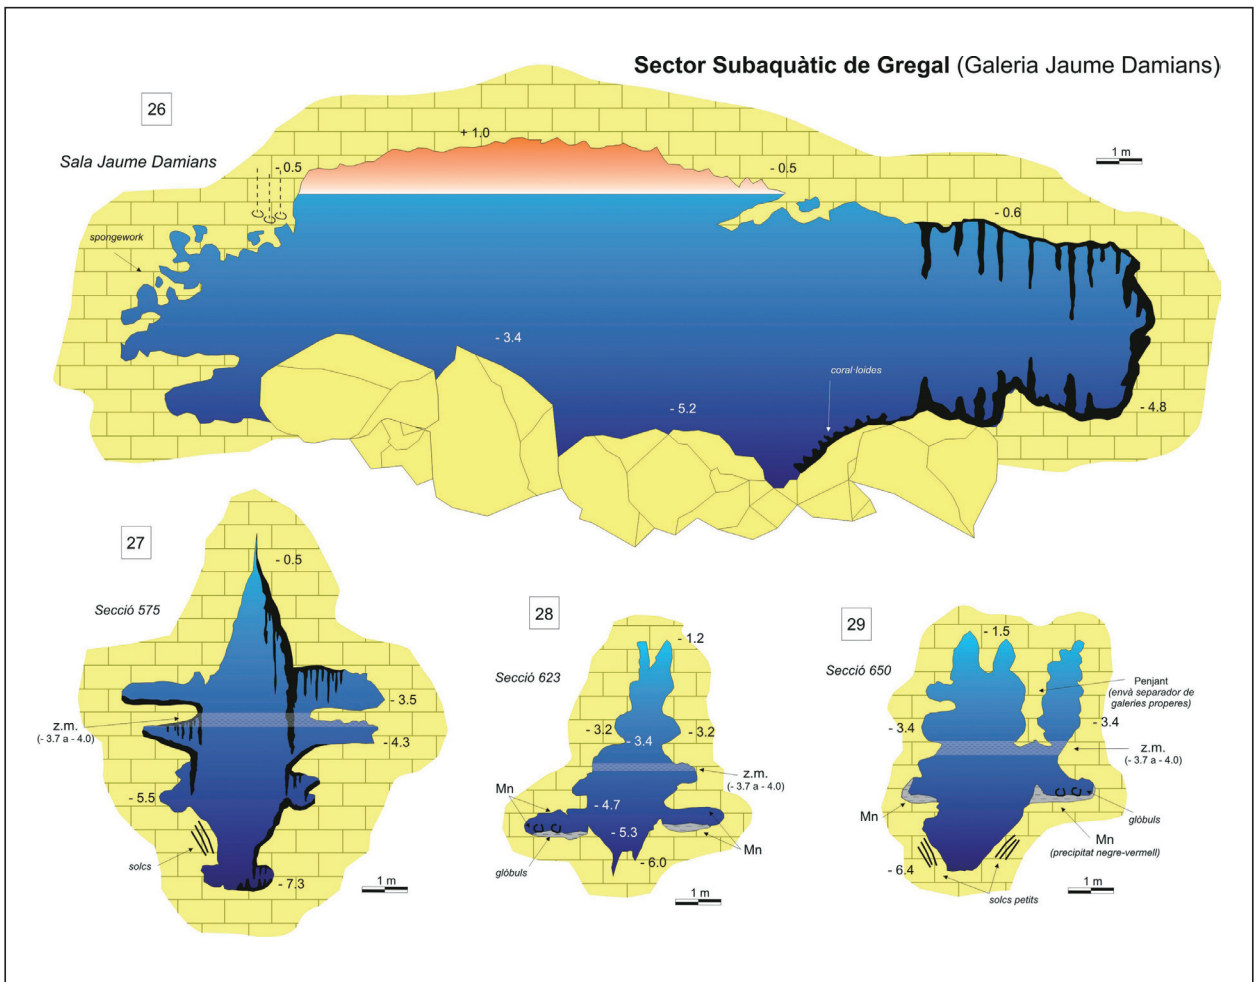 Sector Subaquàtic de Gregal (Galeria Jaume Damians)
26
Sala Jaume Damians
+ 1.0
- 0.5
- 0.5
1 m
- 0.6
spongework
- 3.4
coral·loides
- 5.2
- 4.8
27
Secció 575
- 0.5
- 3.5
z.m.
(- 3.7 a - 4.0)
- 4.3
- 5.5
solcs
- 7.3
1 m
28
Secció 623
- 1.2
- 3.2
- 3.4
- 3.2
z.m.
(- 3.7 a - 4.0)
Mn
- 4.7
- 5.3
Mn
glòbuls
- 6.0
1 m
29
Secció 650
- 1.5
Penjant
(envà separador de
galeries properes)
- 3.4
- 3.4
z.m.
(- 3.7 a - 4.0)
Mn
glòbuls
Mn
(precipitat negre-vermell)
- 6.4
solcs petits
1 m